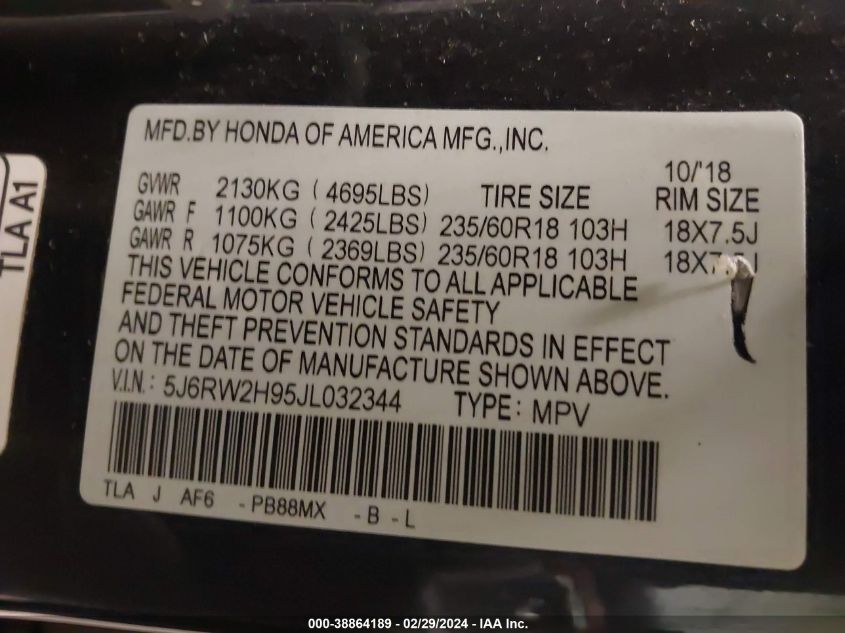 MFD.BY HONDA OF AMERICA MFG.,INC.
10/'18
GVWR 2130KG ( 4695LBS) TIRE SIZE RIM SIZE
GAWR F 1100KG ( 2425LBS) 235/60R18 103H 18X7.5J
GAWR R 1075KG ( 2369LBS) 235/60R18 103H
THIS VEHICLE CONFORMS TO ALL APPLICABLE
FEDERAL MOTOR VEHICLE SAFETY
AND THEFT PREVENTION STANDARDS IN EFFECT
ON THE DATE OF MANUFACTURE SHOWN ABOVE.
V.I.N.: 5J6RW2H95JL032344 TYPE: MPV
TLA J AF6 -PB88MX -B -L
TLA A1
000-38864189 - 02/29/2024 - IAA Inc.